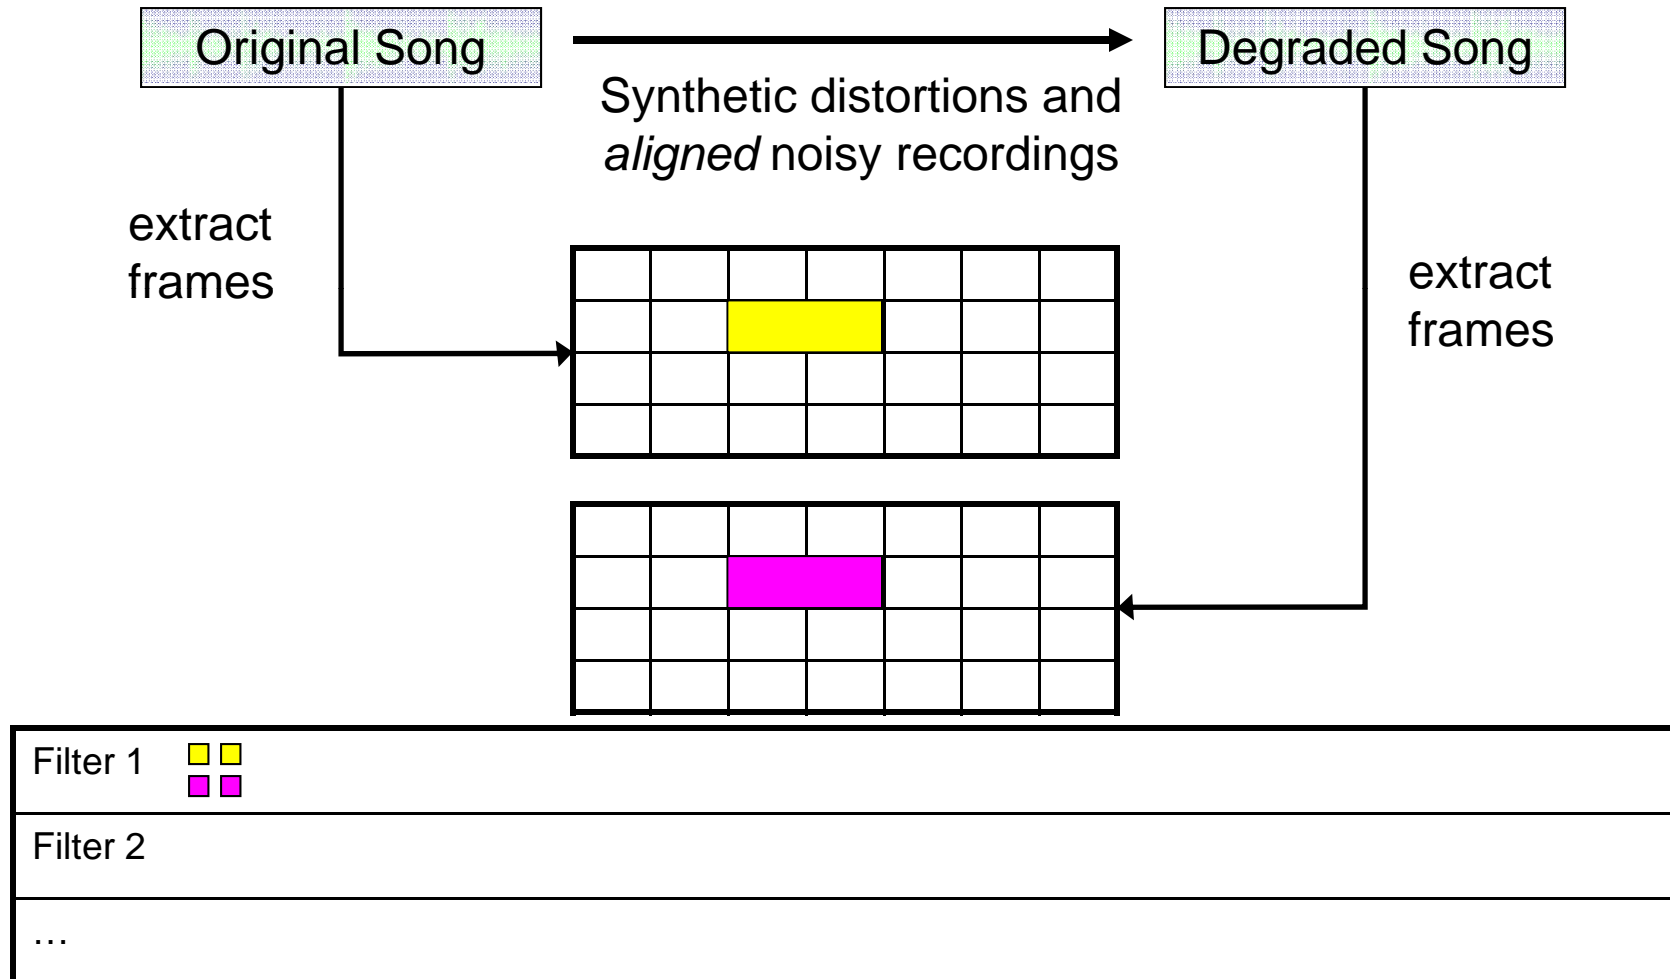 Original Song
Degraded Song
Synthetic distortions and
aligned noisy recordings
extract
frames
extract
frames
Filter 1
Filter 2
…